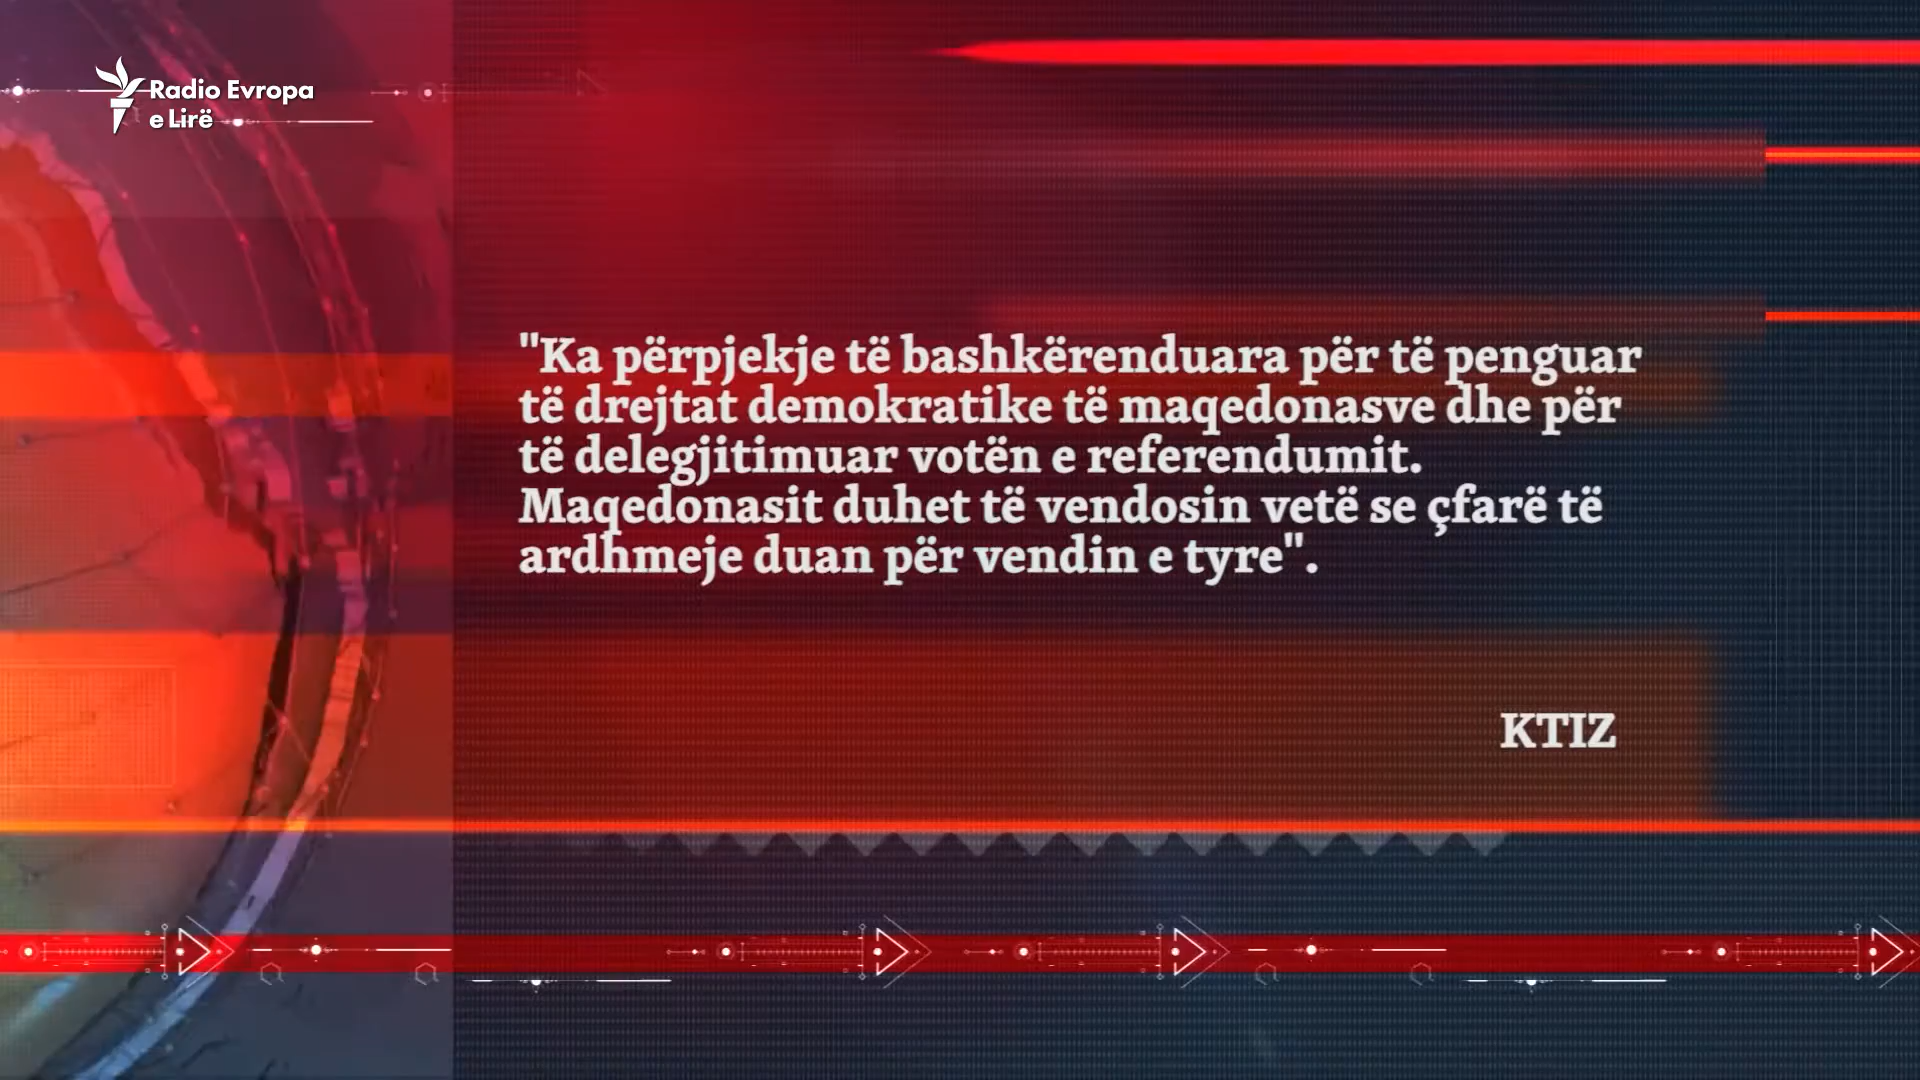 Radio Evropa
e Lirë
"Ka përpjekje të bashkërenduara për të penguar
të drejtat demokratike të maqedonasve dhe për
të delegjitimuar votën e referendumit.
Maqedonasit duhet të vendosin vetë se çfarë të
ardhmeje duan për vendin e tyre".
KTIZ